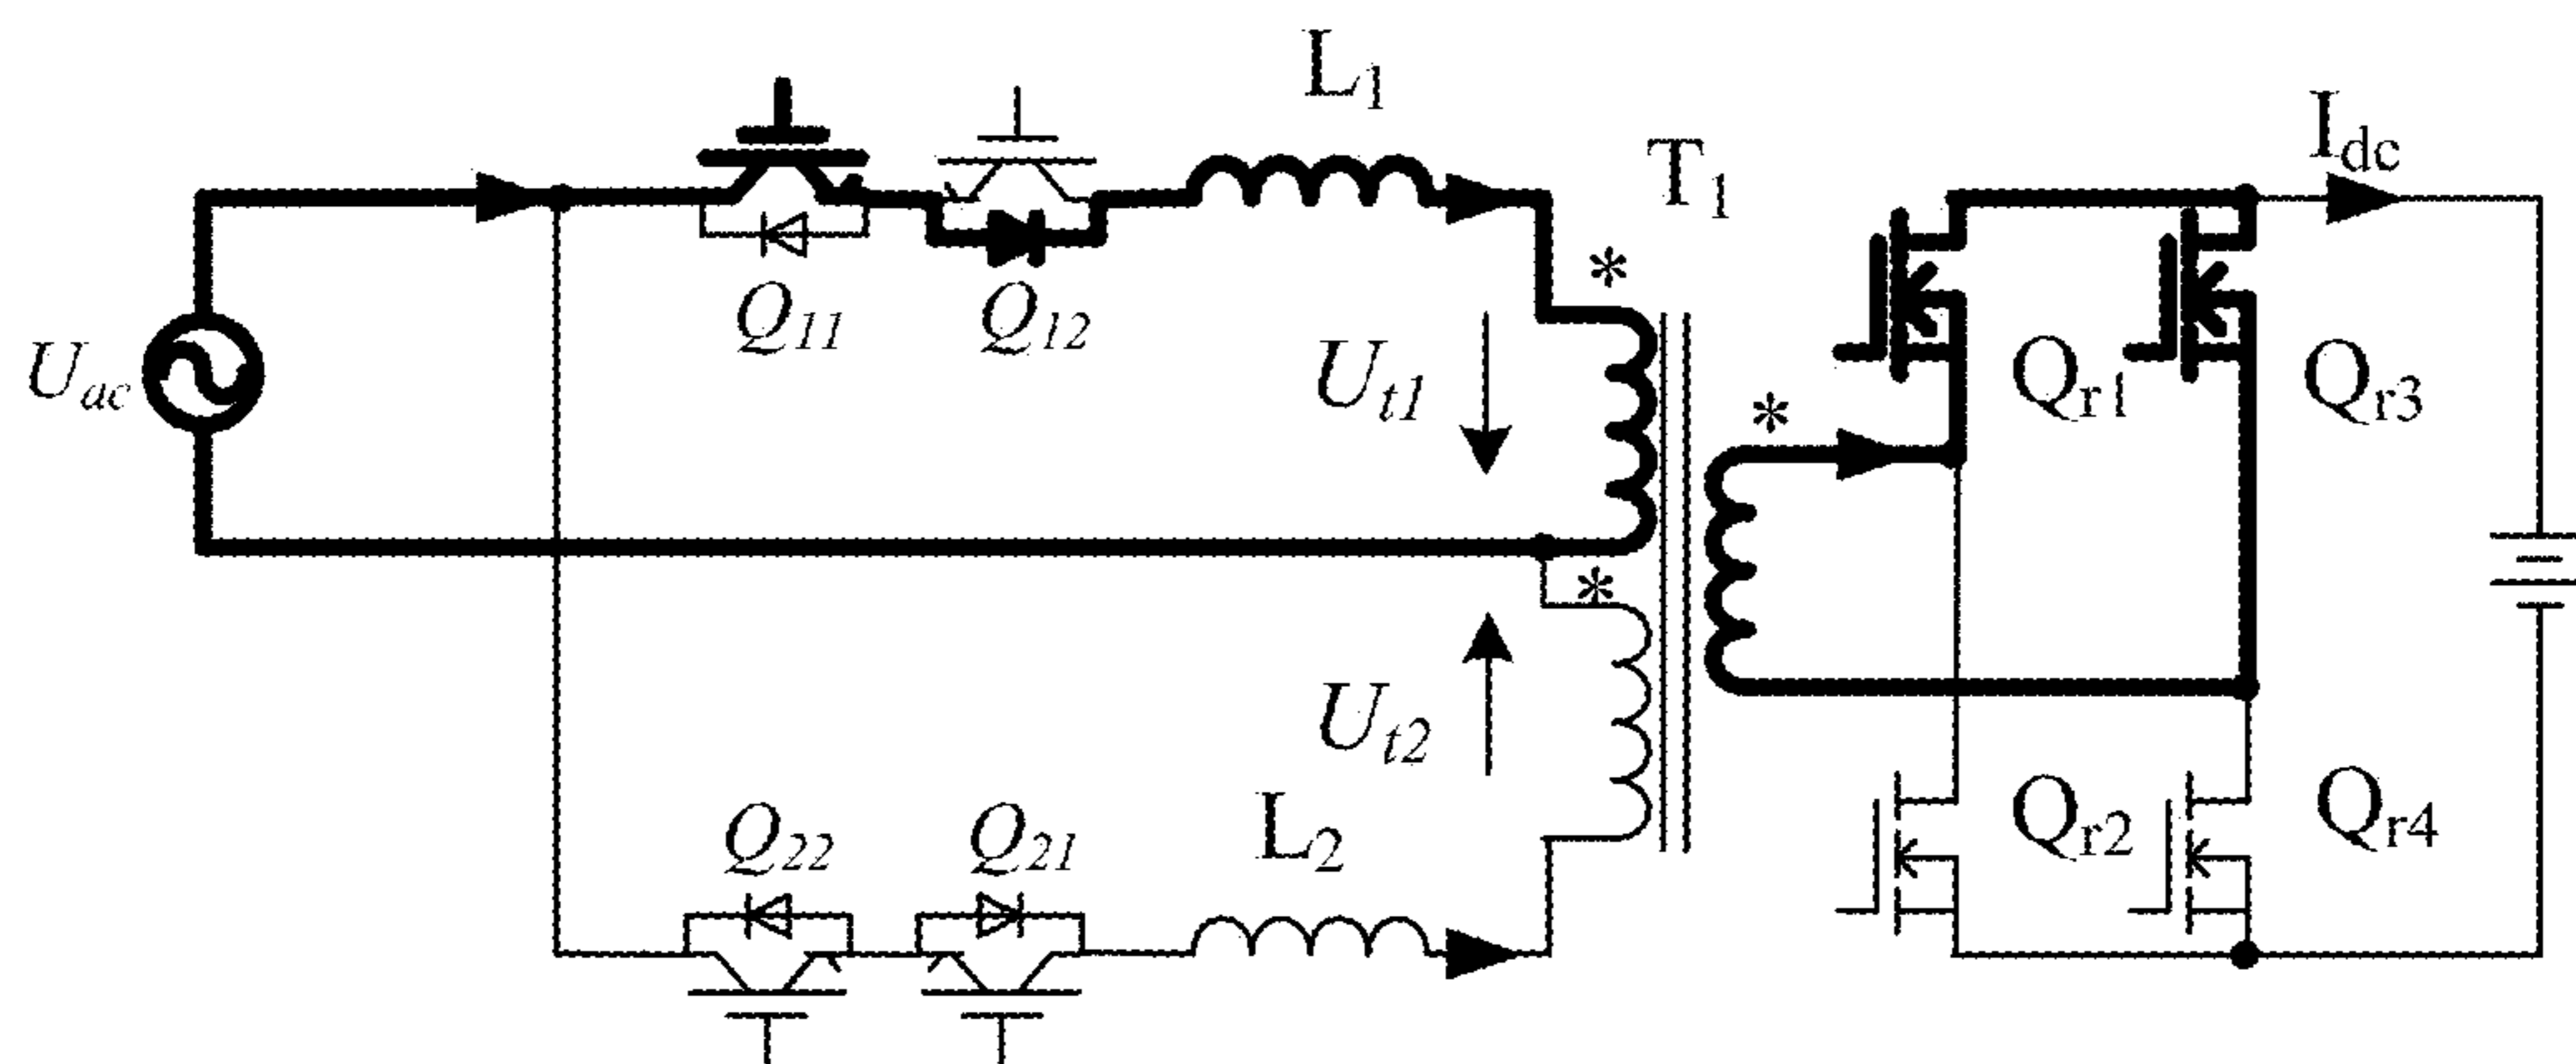 L1
Idc
T1
*
Q11
Q12
Uac
Ut1
Qr1
Qr3
*
*
Ut2
Q22
Q21
L2
Qr2
Qr4